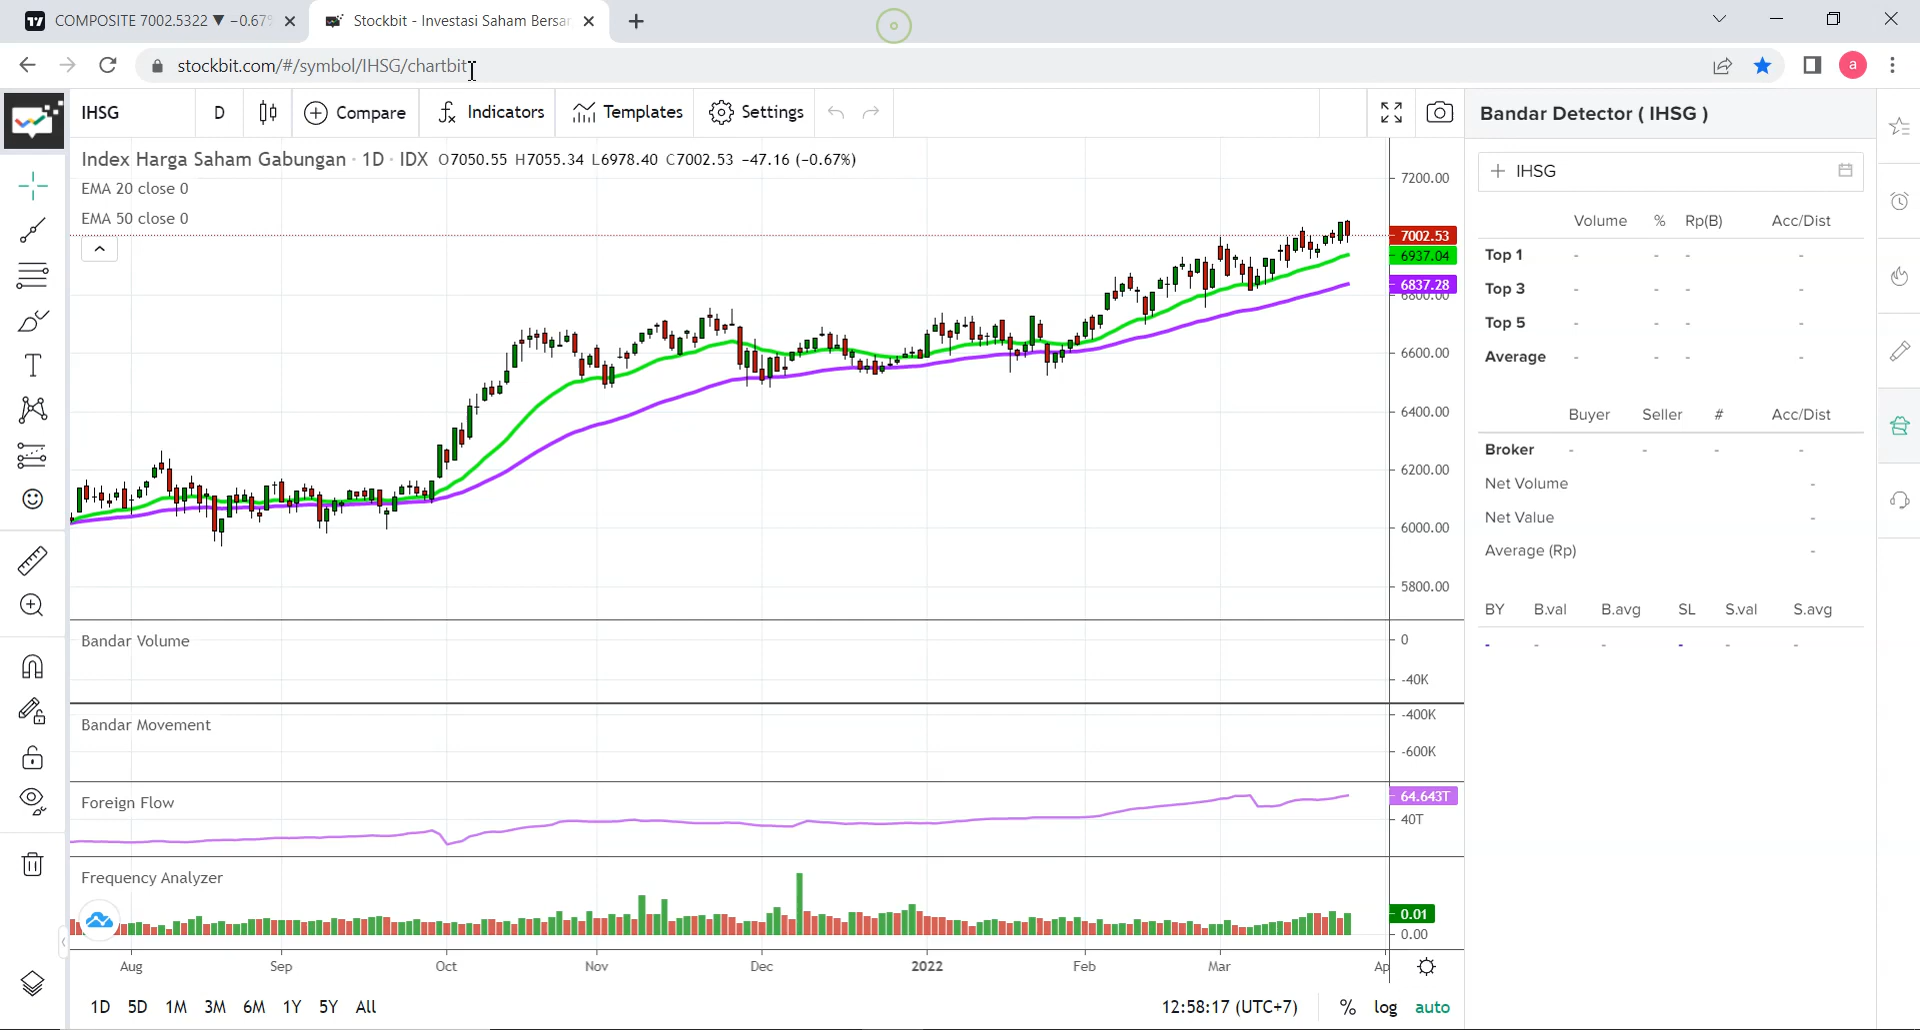 COMPOSITE 7002.5322 ▼ −0.67%
Stockbit - Investasi Saham Bersar
stockbit.com/#/symbol/IHSG/chartbit
a
IHSG
D
Compare
Indicators
Templates
Settings
Index Harga Saham Gabungan · 1D · IDX O7050.55 H7055.34 L6978.40 C7002.53 −47.16 (−0.67%)
EMA 20 close 0
EMA 50 close 0
7200.00
7002.53
6937.04
6837.28
6800.00
6600.00
6400.00
6200.00
6000.00
5800.00
Bandar Volume
0
-40K
Bandar Movement
-400K
-600K
Foreign Flow
64.643T
40T
Frequency Analyzer
0.01
0.00
Aug Sep Oct Nov Dec 2022 Feb Mar Ap
1D 5D 1M 3M 6M 1Y 5Y All
12:58:17 (UTC+7) % log auto
Bandar Detector ( IHSG )
IHSG
Volume % Rp(B) Acc/Dist
Top 1 - - - -
Top 3 - - - -
Top 5 - - - -
Average - - - -
Buyer Seller # Acc/Dist
Broker - - - -
Net Volume -
Net Value -
Average (Rp) -
BY B.val B.avg SL S.val S.avg
- - - - - -